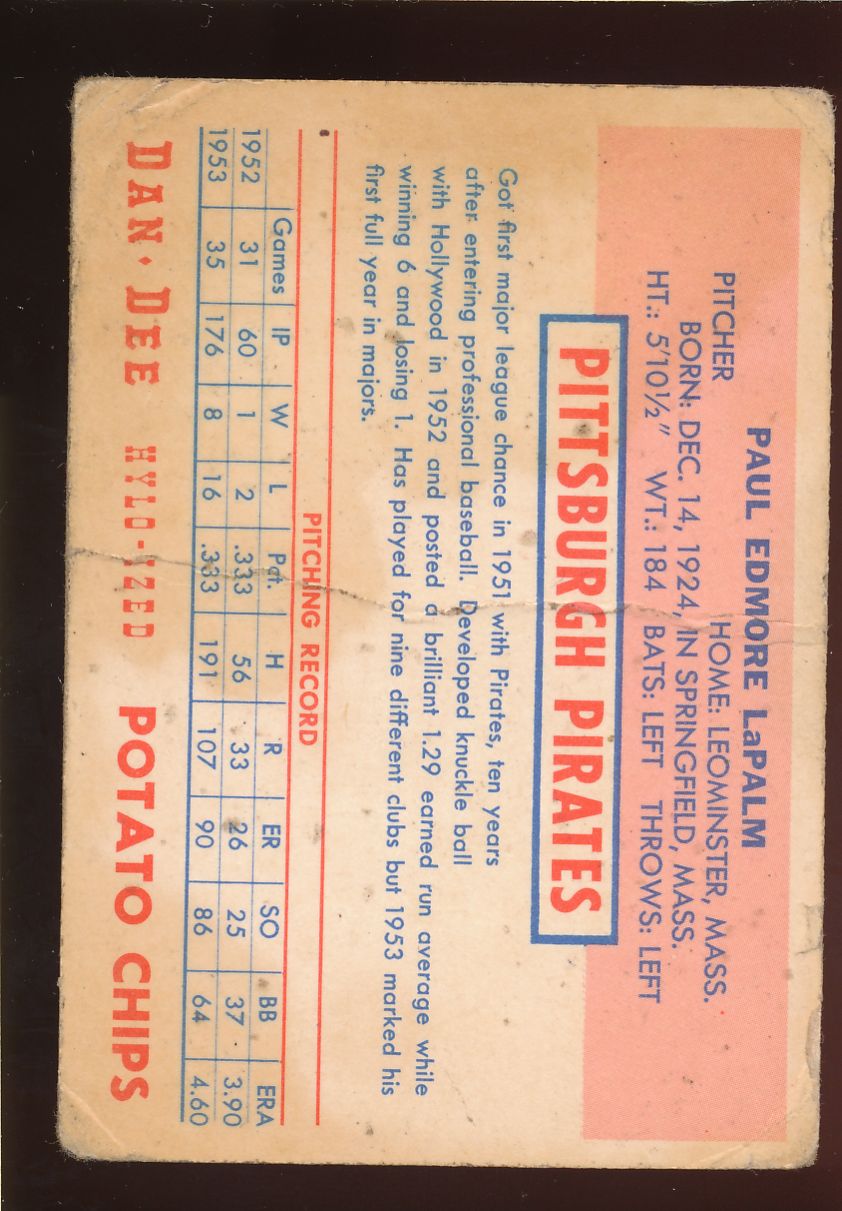 PAUL EDMORE LaPALM
PITCHER HOME: LEOMINSTER, MASS.
BORN: DEC. 14, 1924, IN SPRINGFIELD, MASS.
HT.: 5'10½" WT.: 184 BATS: LEFT THROWS: LEFT
PITTSBURGH PIRATES
Got first major league chance in 1951 with Pirates, ten years
after entering professional baseball. Developed knuckle ball
with Hollywood in 1952 and posted a brilliant 1.29 earned run average while
winning 6 and losing 1. Has played for nine different clubs but 1953 marked his
first full year in majors.
PITCHING RECORD
Games IP W L Pct. H R ER SO BB ERA
1952 31 60 1 2 .333 56 33 26 25 37 3.90
1953 35 176 8 16 .333 191 107 90 86 64 4.60
DAN·DEE HYLO-IZED POTATO CHIPS